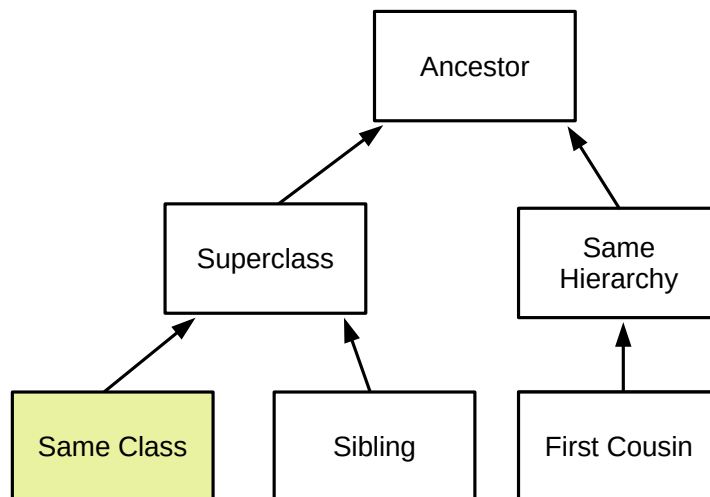 Ancestor
Superclass
Same
Hierarchy
Same Class
Sibling
First Cousin